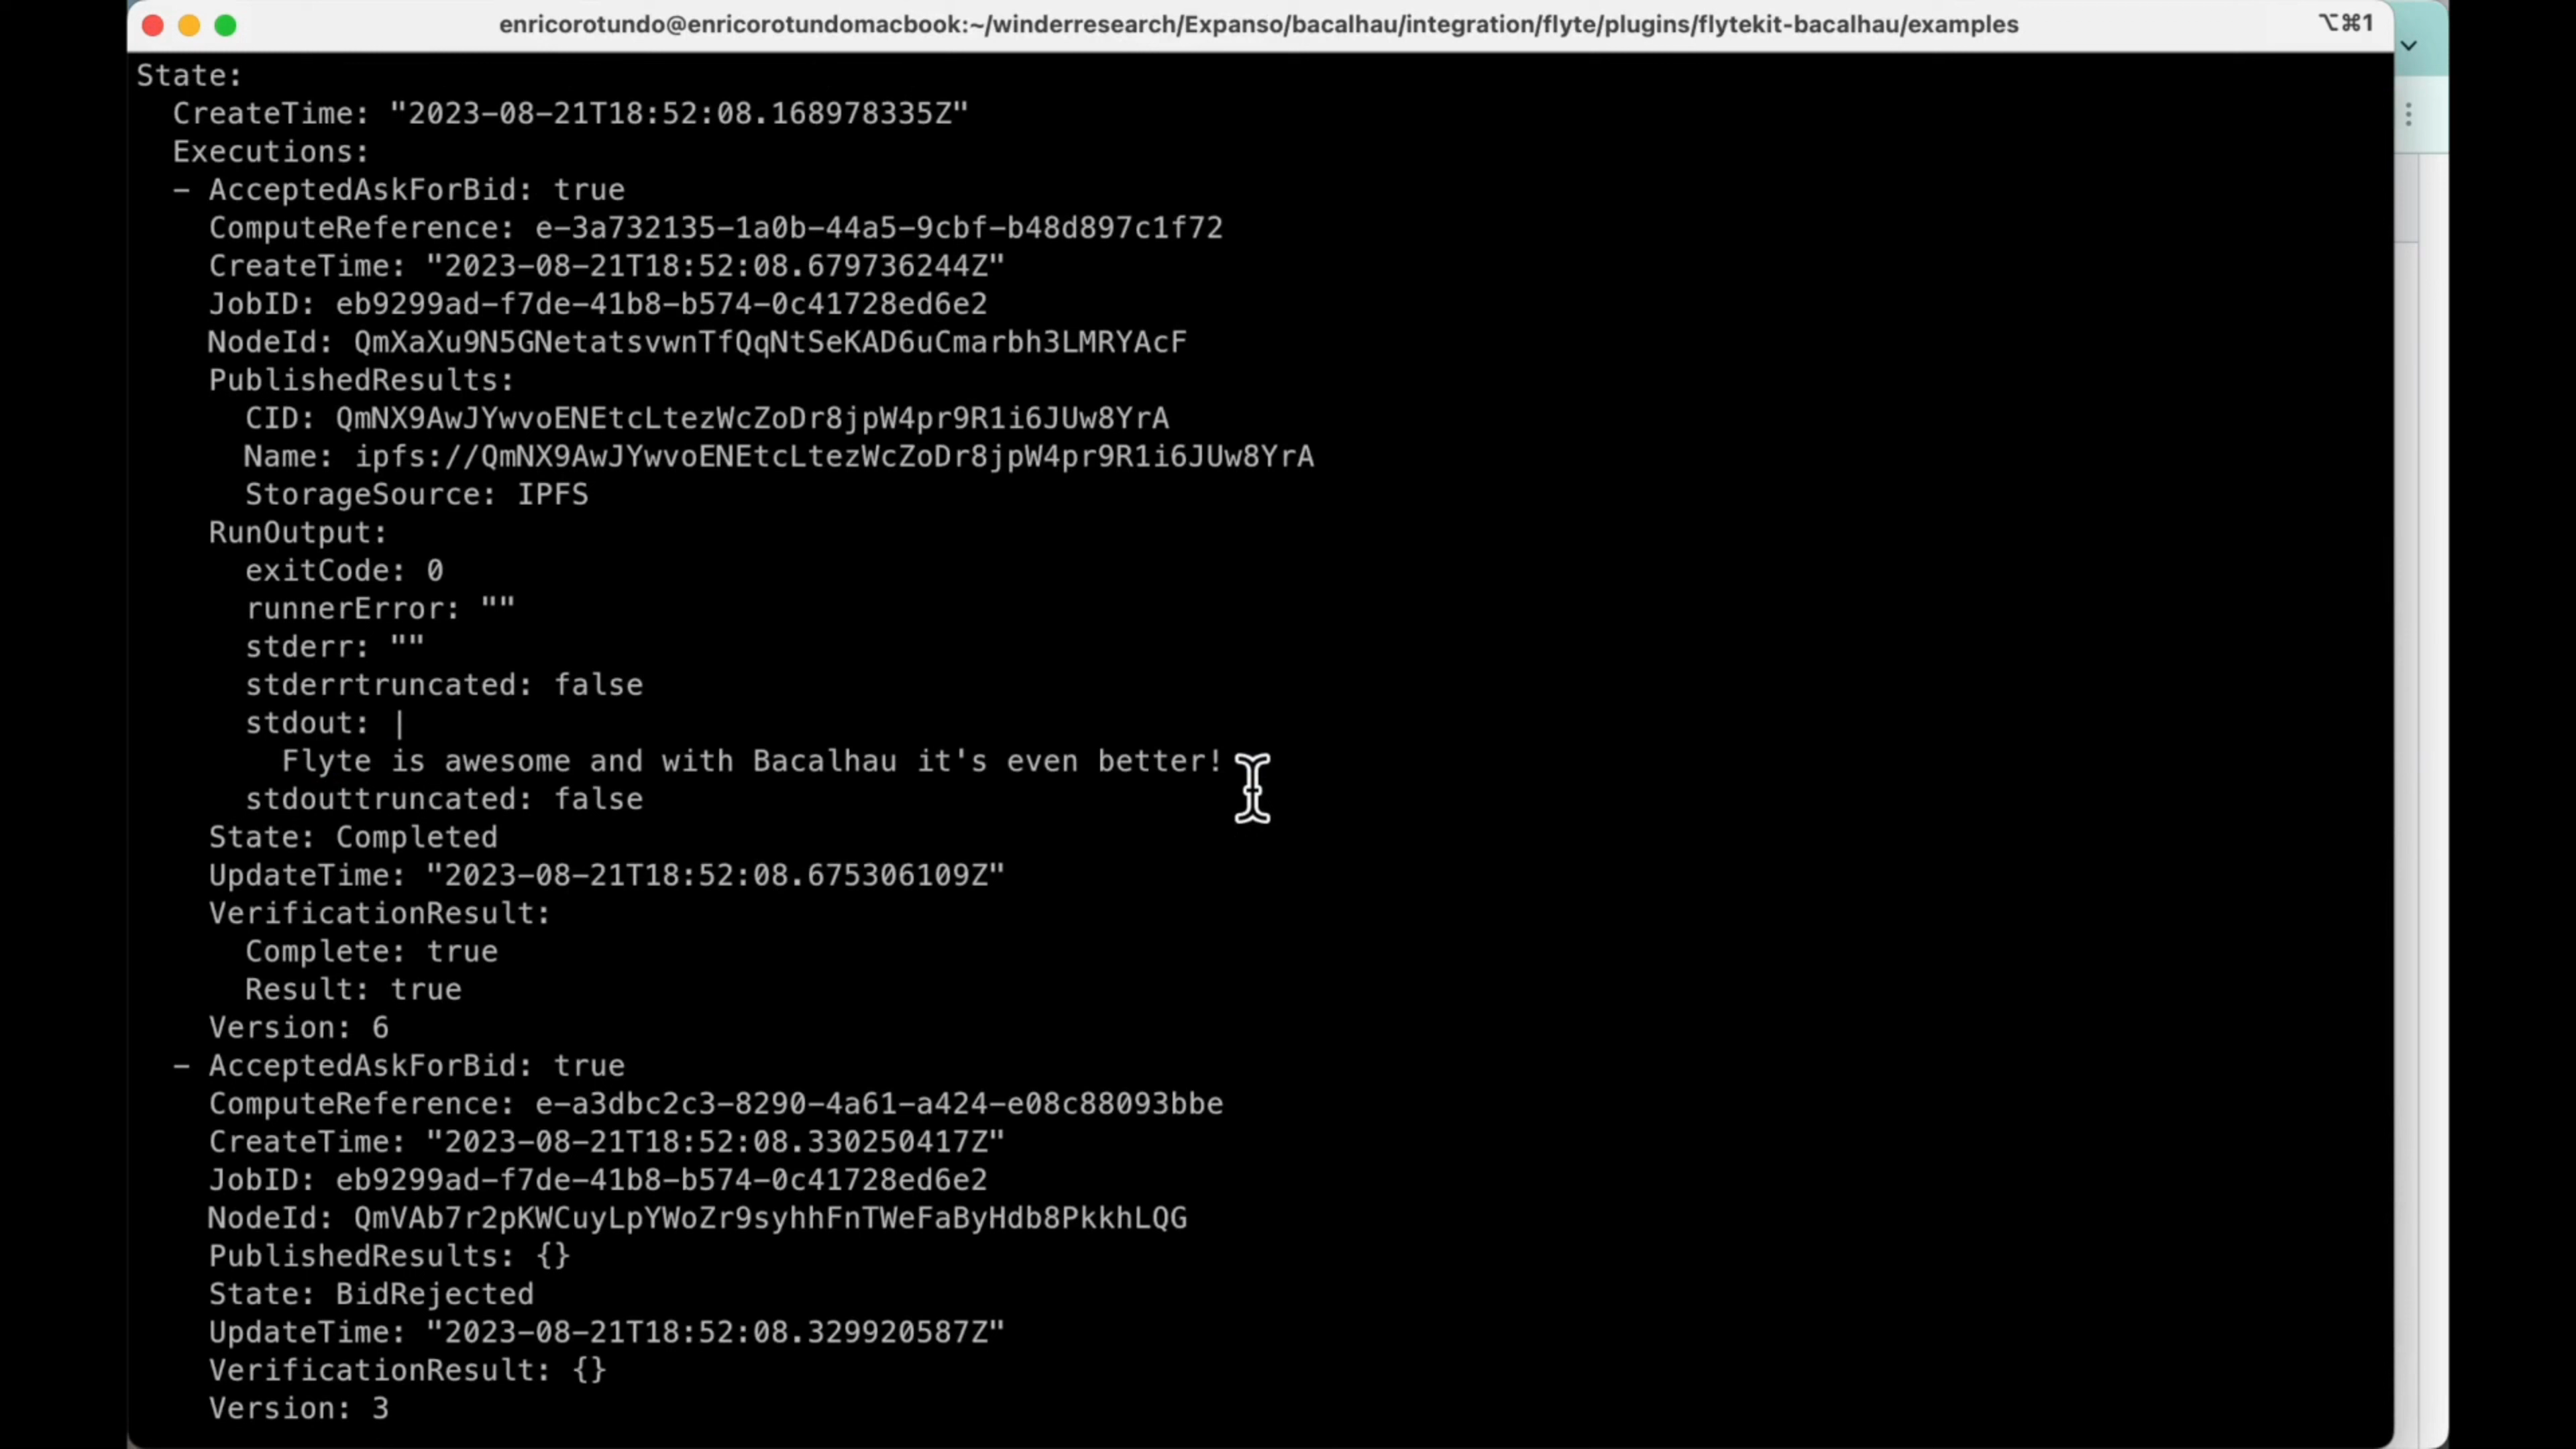 enricorotundo@enricorotundomacbook:~/winderresearch/Expanso/bacalhau/integration/flyte/plugins/flytekit-bacalhau/examples
⌥⌘1
State:
  CreateTime: "2023-08-21T18:52:08.168978335Z"
  Executions:
  - AcceptedAskForBid: true
    ComputeReference: e-3a732135-1a0b-44a5-9cbf-b48d897c1f72
    CreateTime: "2023-08-21T18:52:08.679736244Z"
    JobID: eb9299ad-f7de-41b8-b574-0c41728ed6e2
    NodeId: QmXaXu9N5GNetatsvwnTfQqNtSeKAD6uCmarbh3LMRYAcF
    PublishedResults:
      CID: QmNX9AwJYwvoENEtcLtezWcZoDr8jpW4pr9R1i6JUw8YrA
      Name: ipfs://QmNX9AwJYwvoENEtcLtezWcZoDr8jpW4pr9R1i6JUw8YrA
      StorageSource: IPFS
    RunOutput:
      exitCode: 0
      runnerError: ""
      stderr: ""
      stderrtruncated: false
      stdout: |
        Flyte is awesome and with Bacalhau it's even better!
      stdouttruncated: false
    State: Completed
    UpdateTime: "2023-08-21T18:52:08.675306109Z"
    VerificationResult:
      Complete: true
      Result: true
    Version: 6
  - AcceptedAskForBid: true
    ComputeReference: e-a3dbc2c3-8290-4a61-a424-e08c88093bbe
    CreateTime: "2023-08-21T18:52:08.330250417Z"
    JobID: eb9299ad-f7de-41b8-b574-0c41728ed6e2
    NodeId: QmVAb7r2pKWCuyLpYWoZr9syhhFnTWeFaByHdb8PkkhLQG
    PublishedResults: {}
    State: BidRejected
    UpdateTime: "2023-08-21T18:52:08.329920587Z"
    VerificationResult: {}
    Version: 3